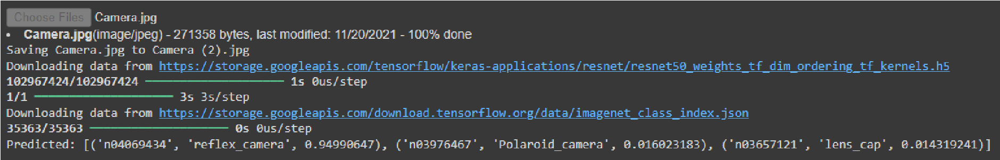 Choose Files Camera.jpg
• Camera.jpg(image/jpeg) - 271358 bytes, last modified: 11/20/2021 - 100% done
Saving Camera.jpg to Camera (2).jpg
Downloading data from https://storage.googleapis.com/tensorflow/keras-applications/resnet/resnet50_weights_tf_dim_ordering_tf_kernels.h5
102967424/102967424 ━━━━━━━━━━━━━━━━━━━━ 1s 0us/step
1/1 ━━━━━━━━━━━━━━━━━━━━ 3s 3s/step
Downloading data from https://storage.googleapis.com/download.tensorflow.org/data/imagenet_class_index.json
35363/35363 ━━━━━━━━━━━━━━━━━━━━ 0s 0us/step
Predicted: [('n04069434', 'reflex_camera', 0.94990647), ('n03976467', 'Polaroid_camera', 0.016023183), ('n03657121', 'lens_cap', 0.014319241)]